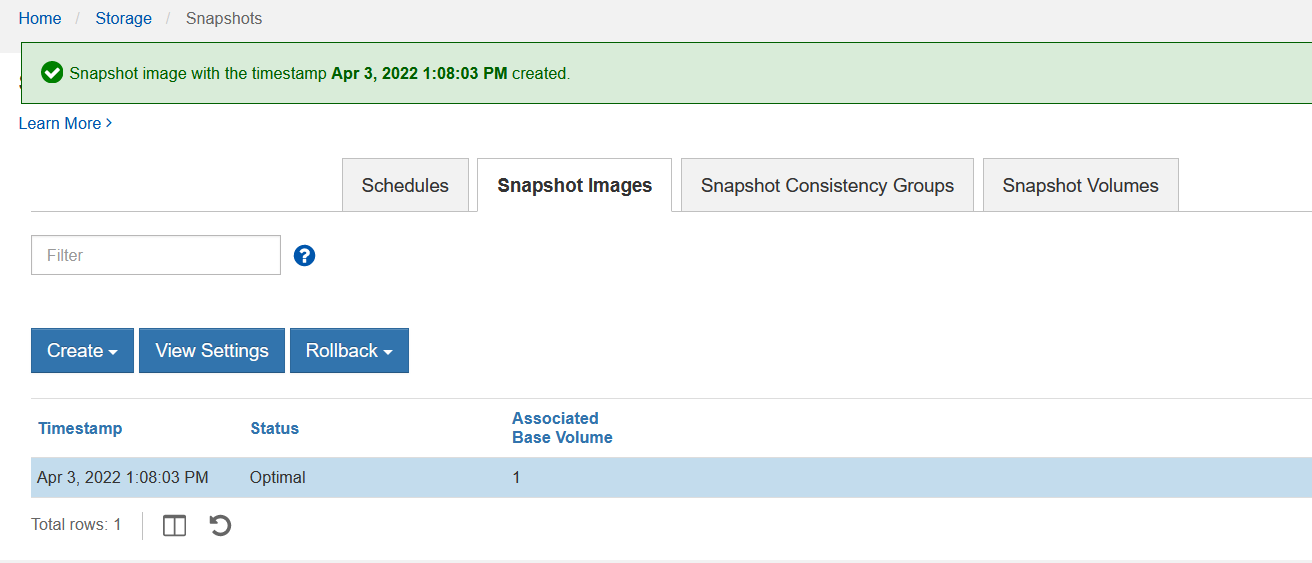 Home / Storage / Snapshots
Snapshot image with the timestamp Apr 3, 2022 1:08:03 PM created.
Learn More >
Schedules Snapshot Images Snapshot Consistency Groups Snapshot Volumes
Filter ?
Create View Settings Rollback
Timestamp Status Associated
Base Volume
Apr 3, 2022 1:08:03 PM Optimal 1
Total rows: 1